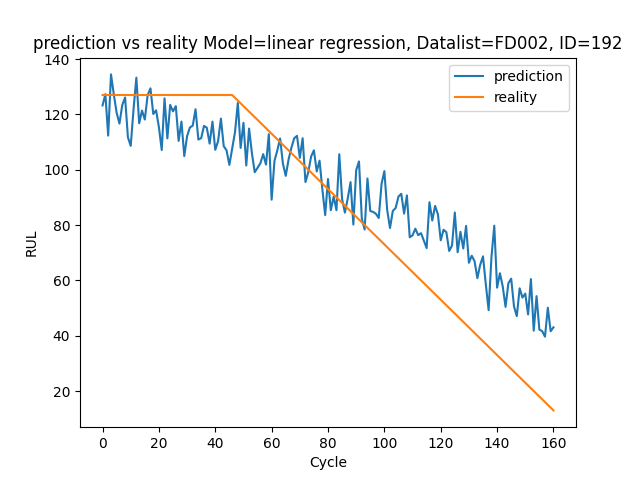 prediction vs reality Model=linear regression, Datalist=FD002, ID=192
140
120
100
80
60
40
20
RUL
prediction
reality
0 20 40 60 80 100 120 140 160
Cycle